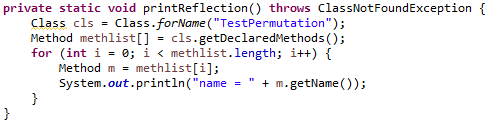 private static void printReflection() throws ClassNotFoundException {
    Class cls = Class.forName("TestPermutation");
    Method methlist[] = cls.getDeclaredMethods();
    for (int i = 0; i < methlist.length; i++) {
        Method m = methlist[i];
        System.out.println("name = " + m.getName());
    }
}